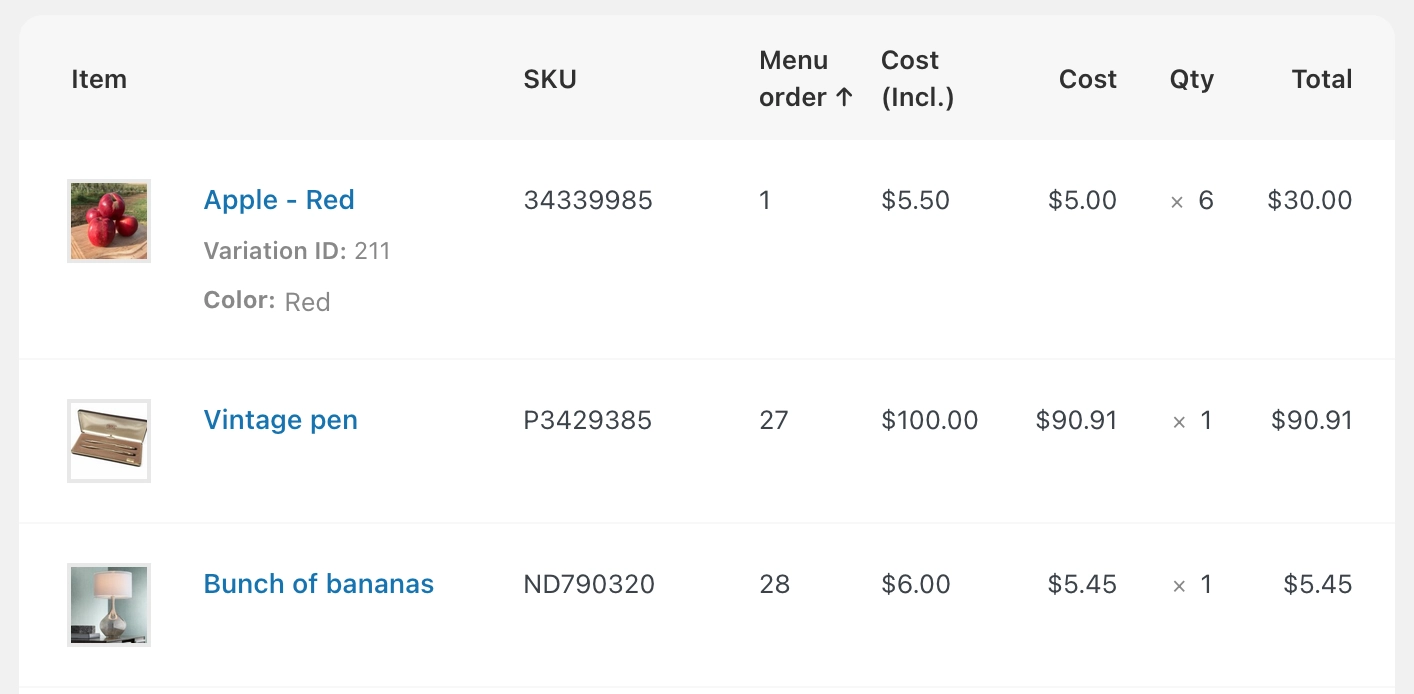 Item SKU Menu order ↑ Cost (Incl.) Cost Qty Total
Apple - Red 34339985 1 $5.50 $5.00 × 6 $30.00
Variation ID: 211
Color: Red
Vintage pen P3429385 27 $100.00 $90.91 × 1 $90.91
Bunch of bananas ND790320 28 $6.00 $5.45 × 1 $5.45